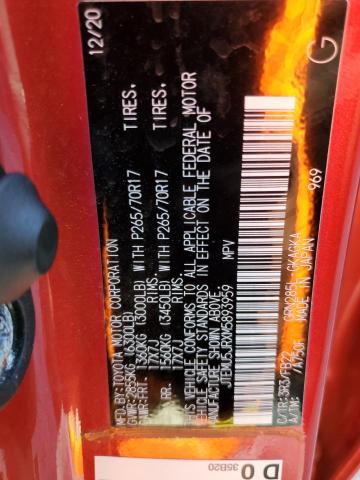 MFD. BY: TOYOTA MOTOR CORPORATION 12/20
GVWR: 2855KG (6300LB)
GAWR: FRT. 1360KG (3000LB) WITH P265/70R17 TIRES.
17X7J RIMS.
RR. 1560KG (3450LB) WITH P265/70R17 TIRES.
17X7J RIMS.
THIS VEHICLE CONFORMS TO ALL APPLICABLE FEDERAL MOTOR
VEHICLE SAFETY STANDARDS IN EFFECT ON THE DATE OF
MANUFACTURE SHOWN ABOVE.
JTEBU5JRXM5896959 MPV
C/TR:3R3/FB22 GRN285L-GKAGKA
A/TM: /A750F MADE IN JAPAN
G
969
D 0
35B20